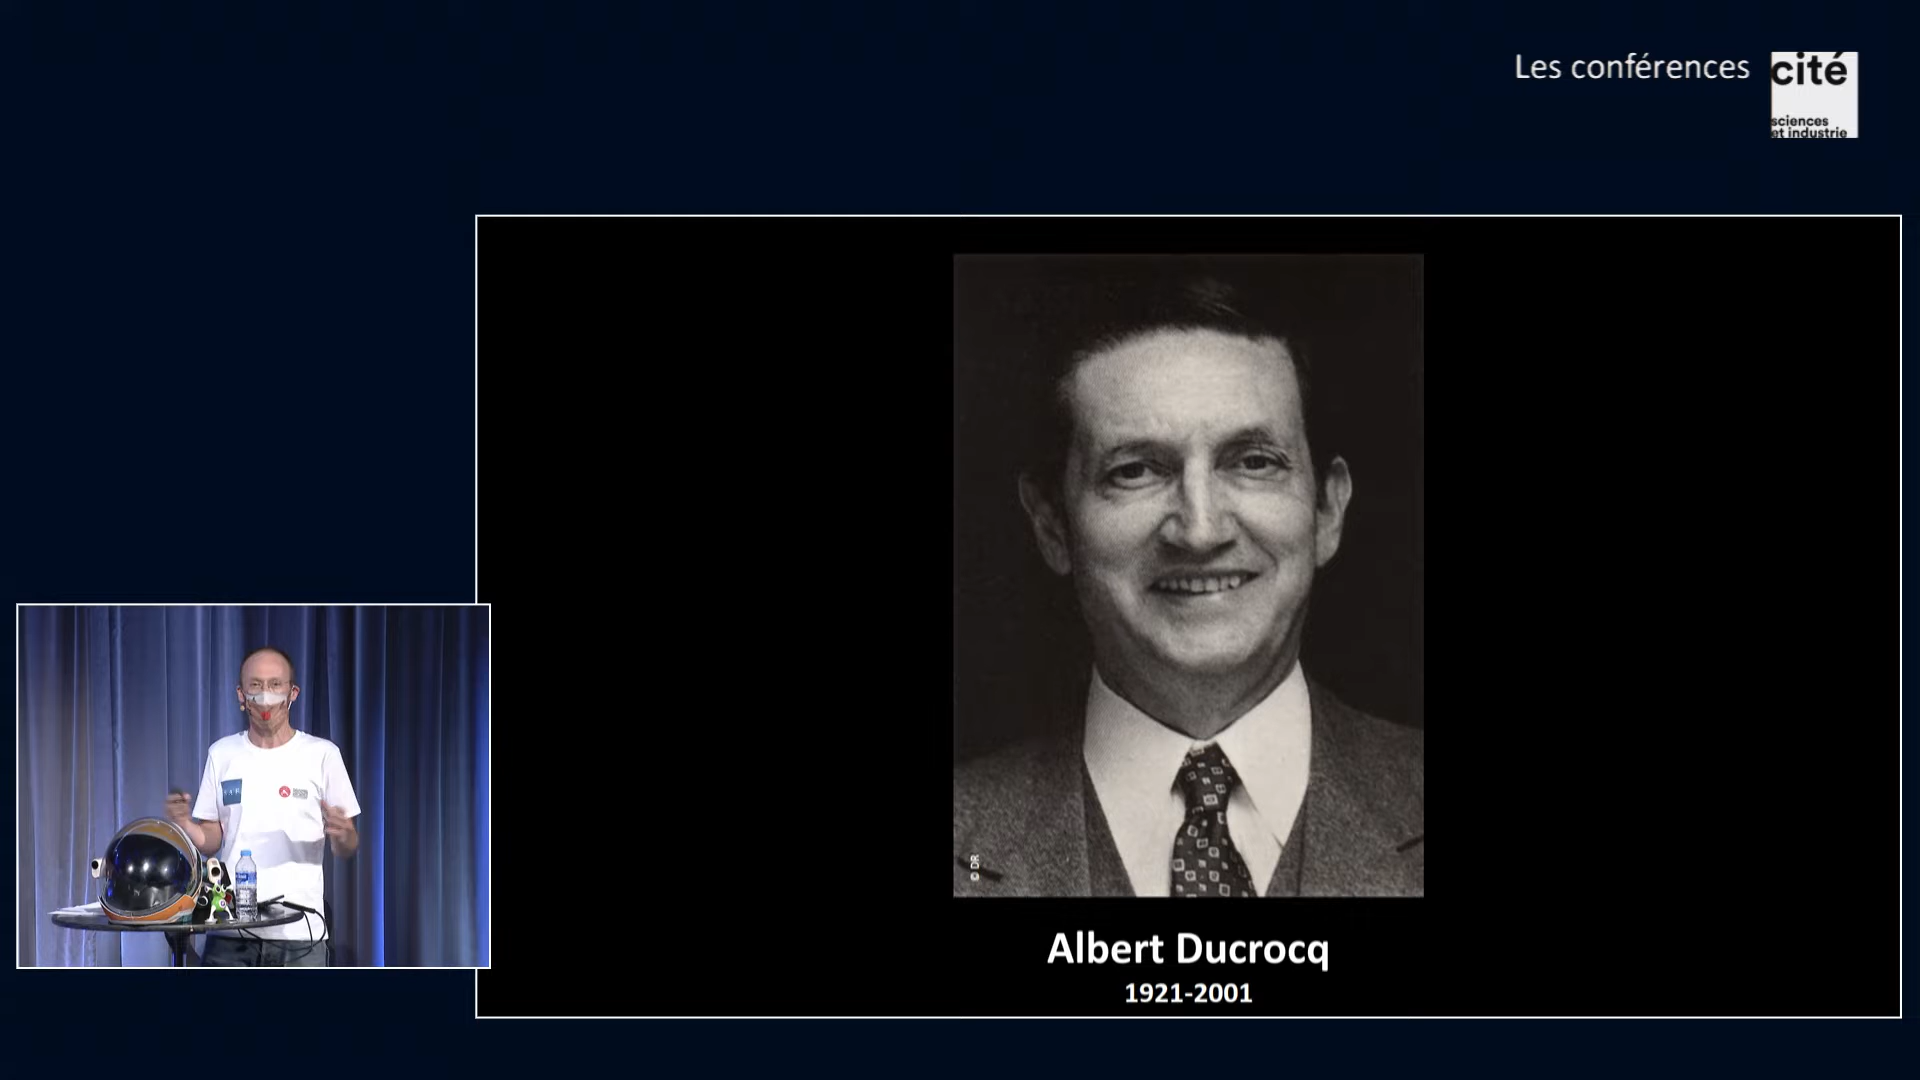 Les conférences
cité
sciences
et industrie
© DR
Albert Ducrocq
1921-2001